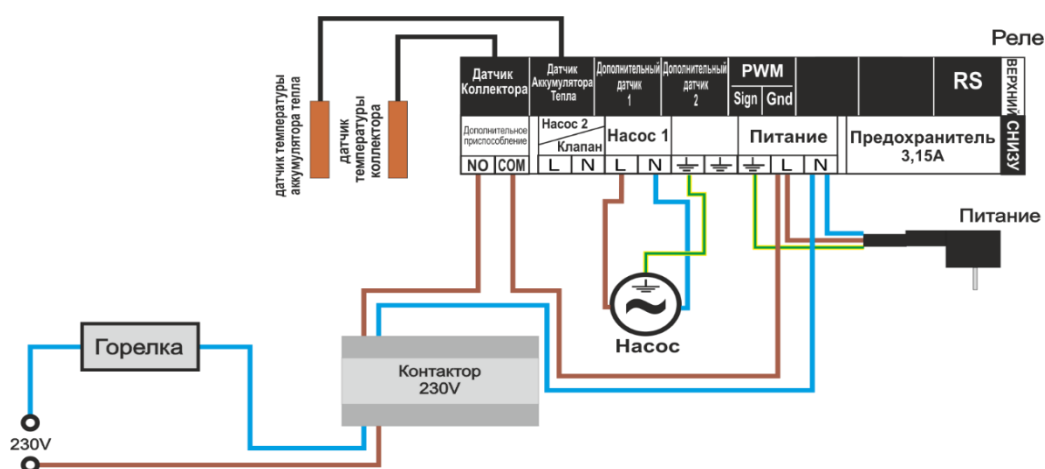 Реле
Датчик
Коллектора
Датчик
Аккумулятора
Тепла
Дополнительный
датчик
1
Дополнительный
датчик
2
PWM
Sign Gnd
RS
ВЕРХНИЙ
Дополнительное
приспособление
NO COM
Насос 2
Клапан
L N
Насос 1
L N
Питание
L L N N
Предохранитель
3,15А
СНИЗУ
датчик температуры
аккумулятора тепла
датчик
температуры
коллектора
Питание
Насос
Горелка
Контактор
230V
230V